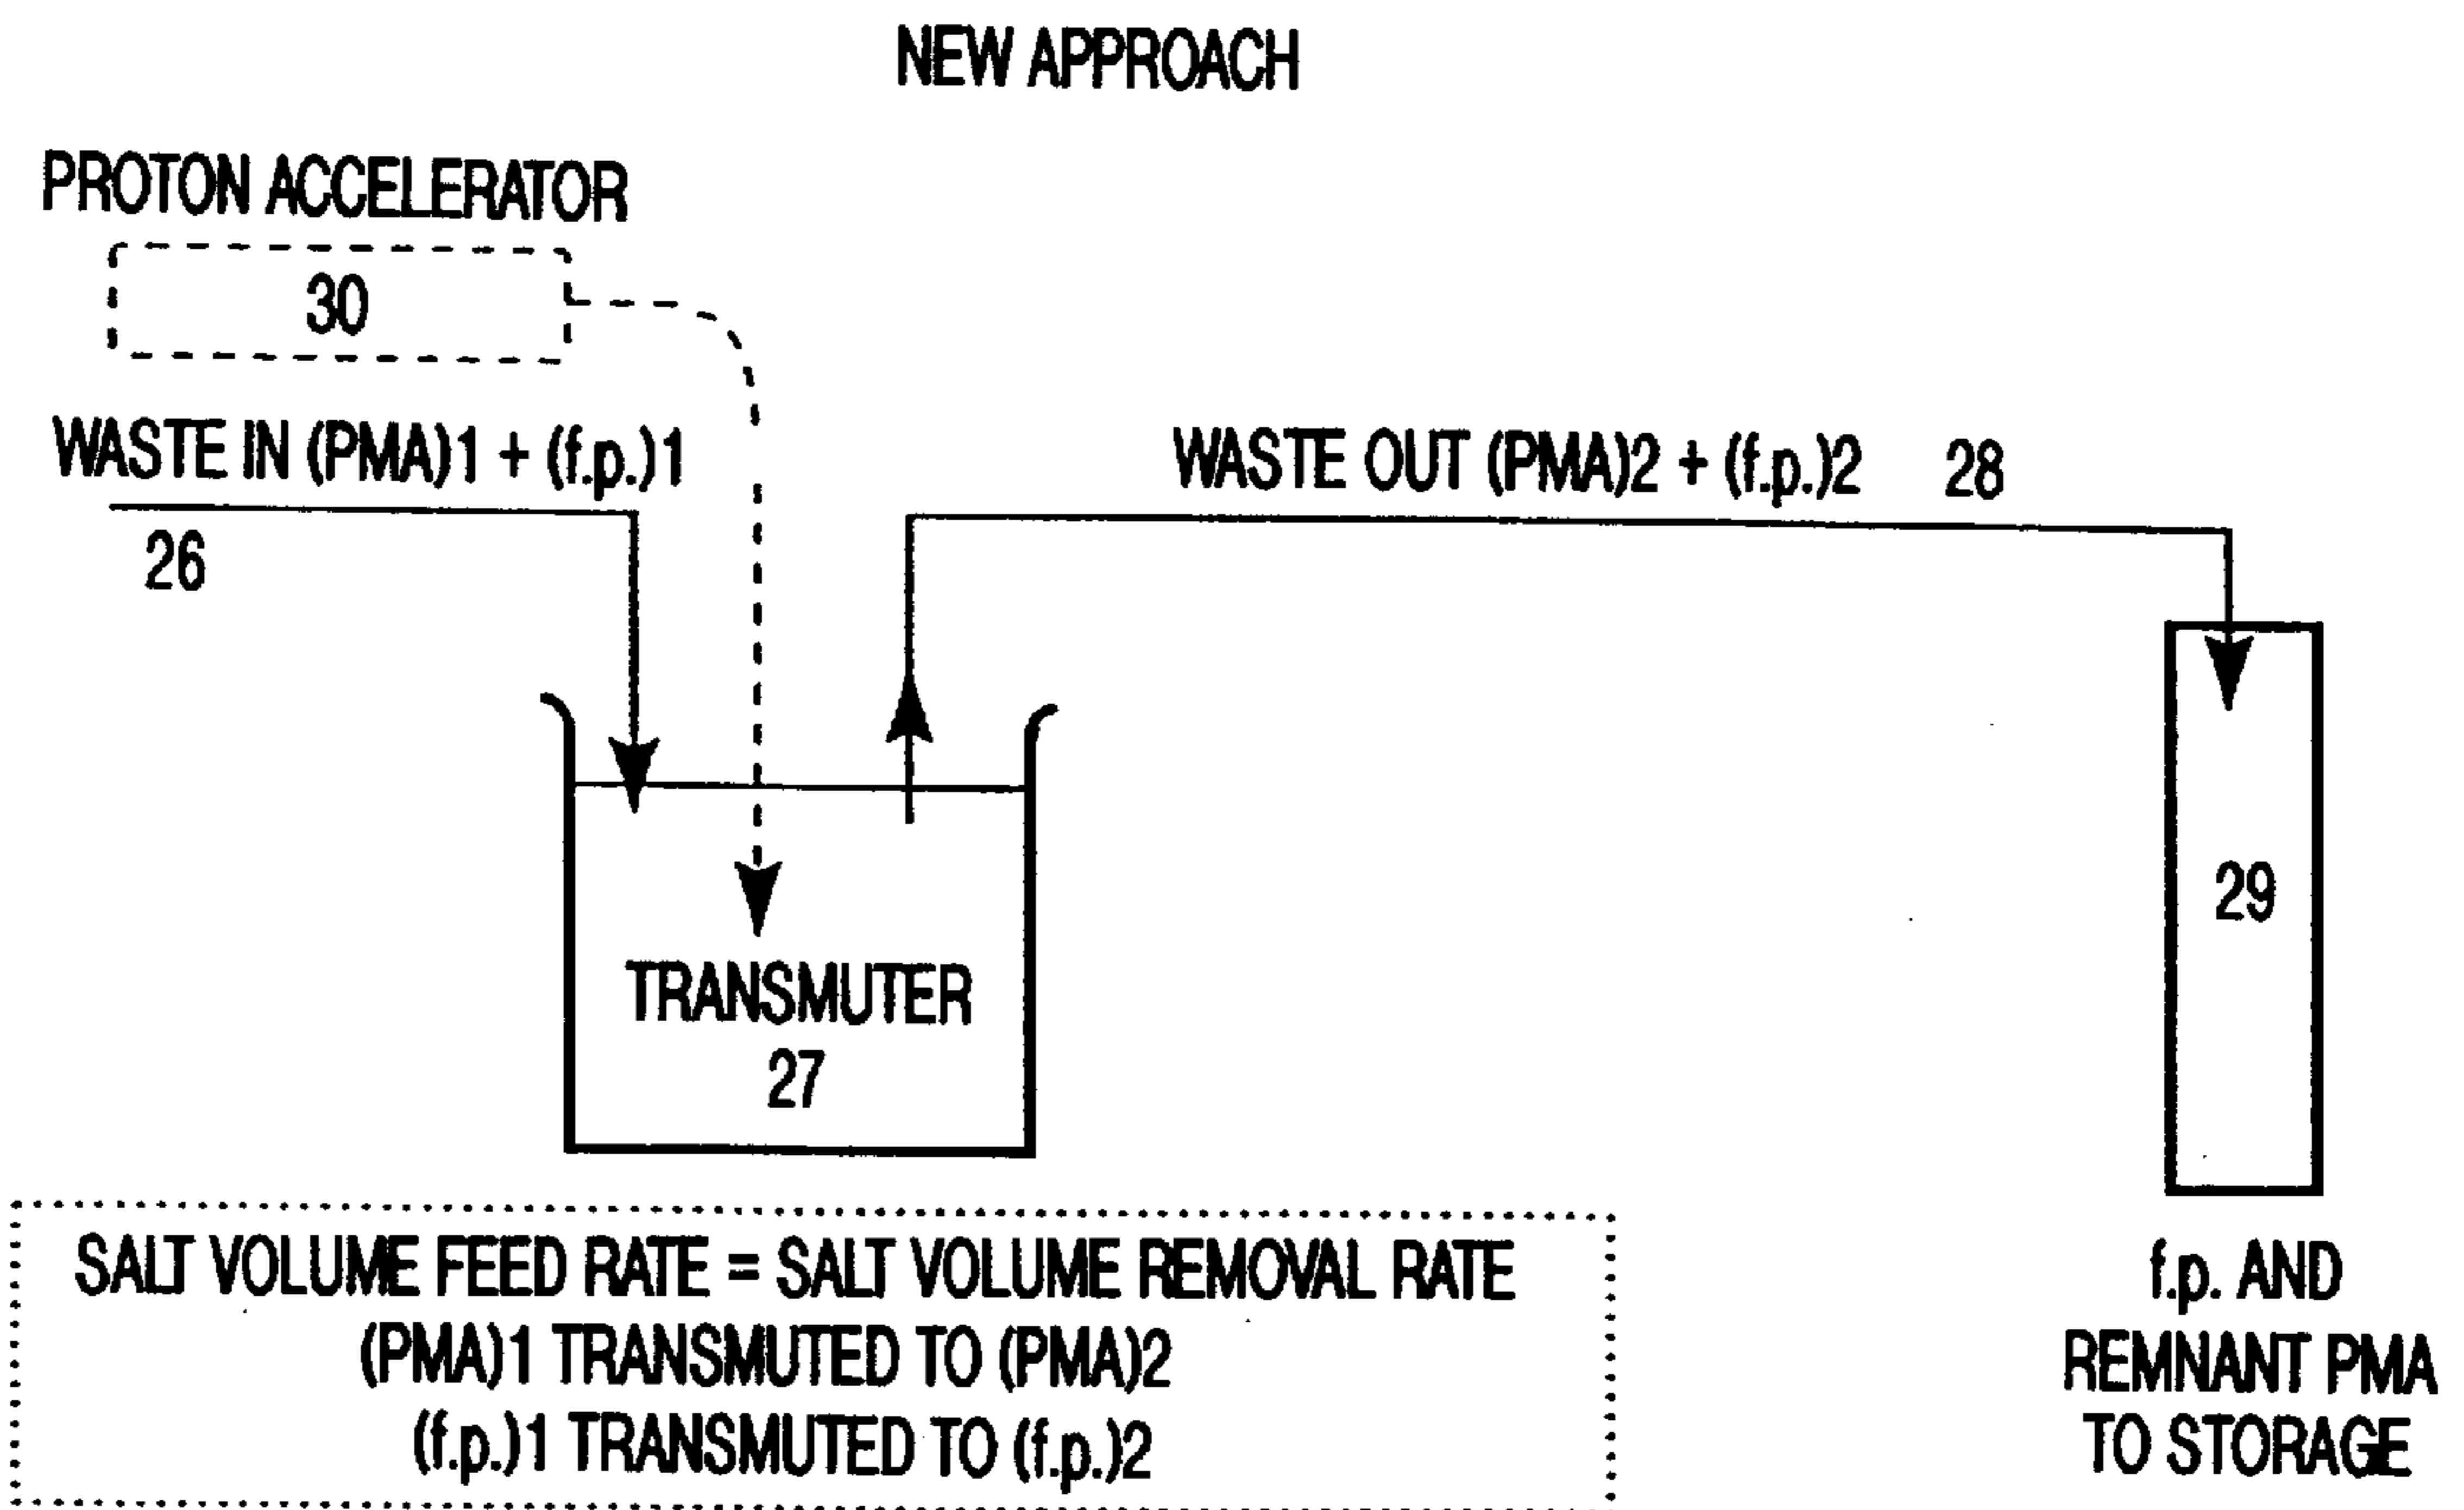 NEW APPROACH
PROTON ACCELERATOR
30
WASTE IN (PMA)1 + (f.p.)1
26
WASTE OUT (PMA)2 + (f.p.)2 28
TRANSMUTER
27
29
SALT VOLUME FEED RATE = SALT VOLUME REMOVAL RATE
(PMA)1 TRANSMUTED TO (PMA)2
(f.p.)1 TRANSMUTED TO (f.p.)2
f.p. AND
REMNANT PMA
TO STORAGE